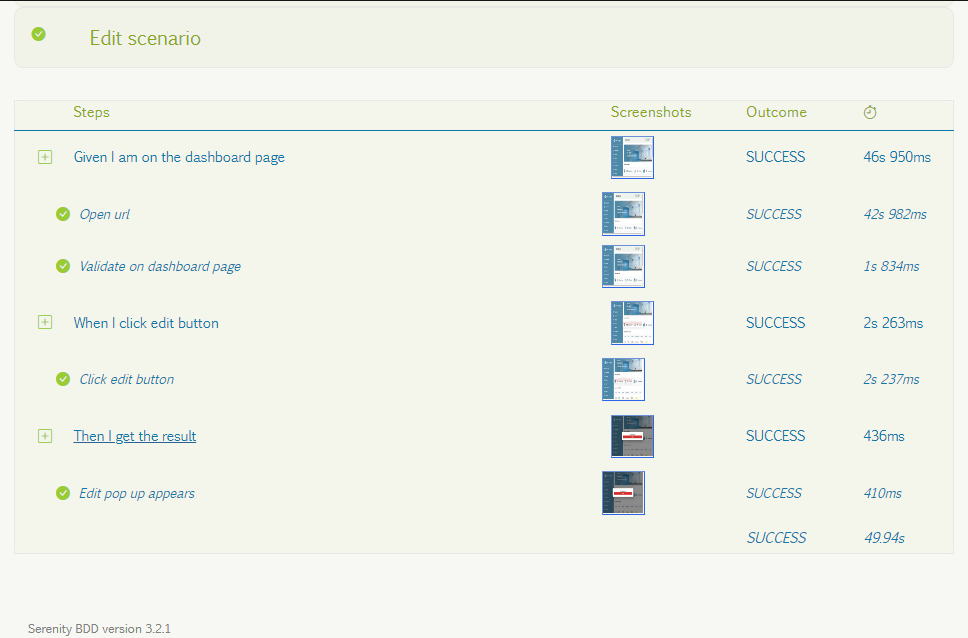 Edit scenario
Steps Screenshots Outcome
Given I am on the dashboard page SUCCESS 46s 950ms
Open url SUCCESS 42s 982ms
Validate on dashboard page SUCCESS 1s 834ms
When I click edit button SUCCESS 2s 263ms
Click edit button SUCCESS 2s 237ms
Then I get the result SUCCESS 436ms
Edit pop up appears SUCCESS 410ms
SUCCESS 49.94s
Serenity BDD version 3.2.1